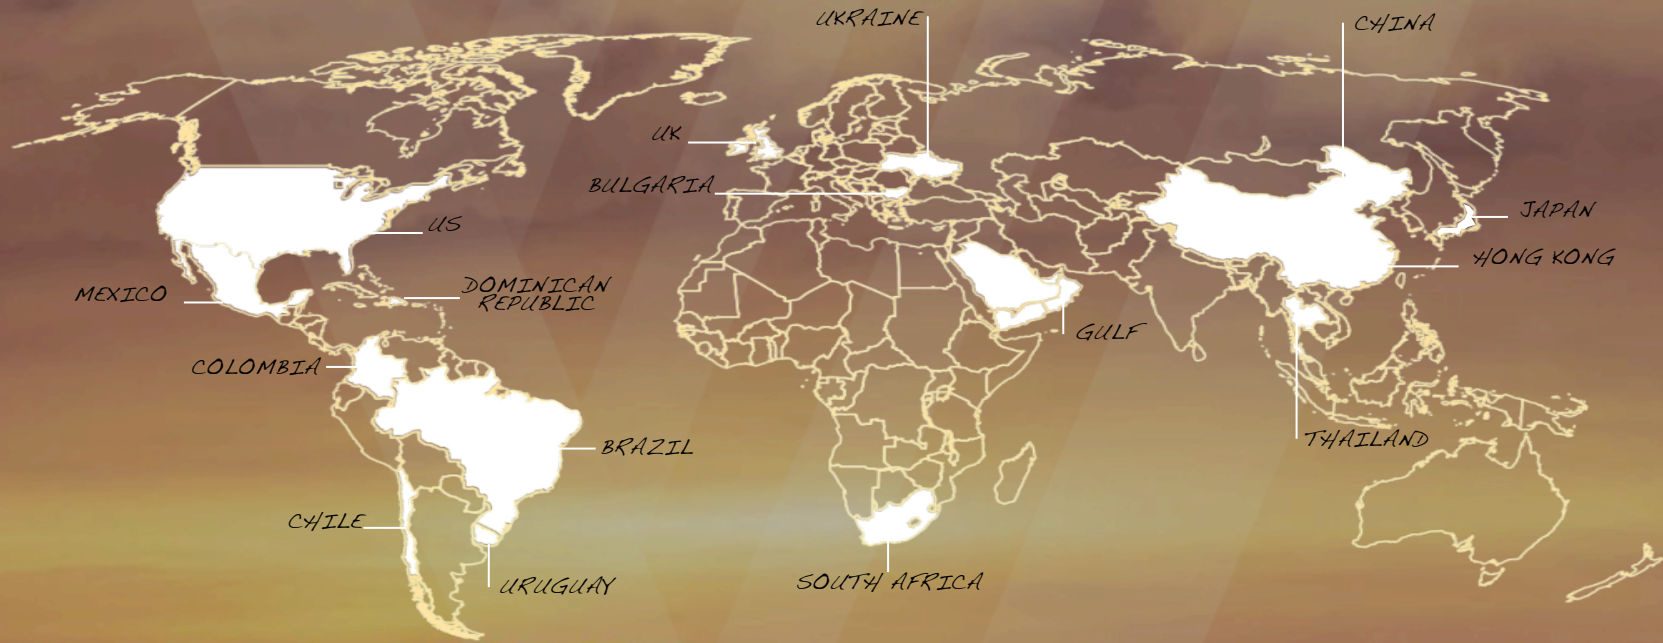 UKRAINE
CHINA
UK
BULGARIA
US
JAPAN
HONG KONG
MEXICO
DOMINICAN
REPUBLIC
GULF
COLOMBIA
THAILAND
BRAZIL
CHILE
URUGUAY
SOUTH AFRICA